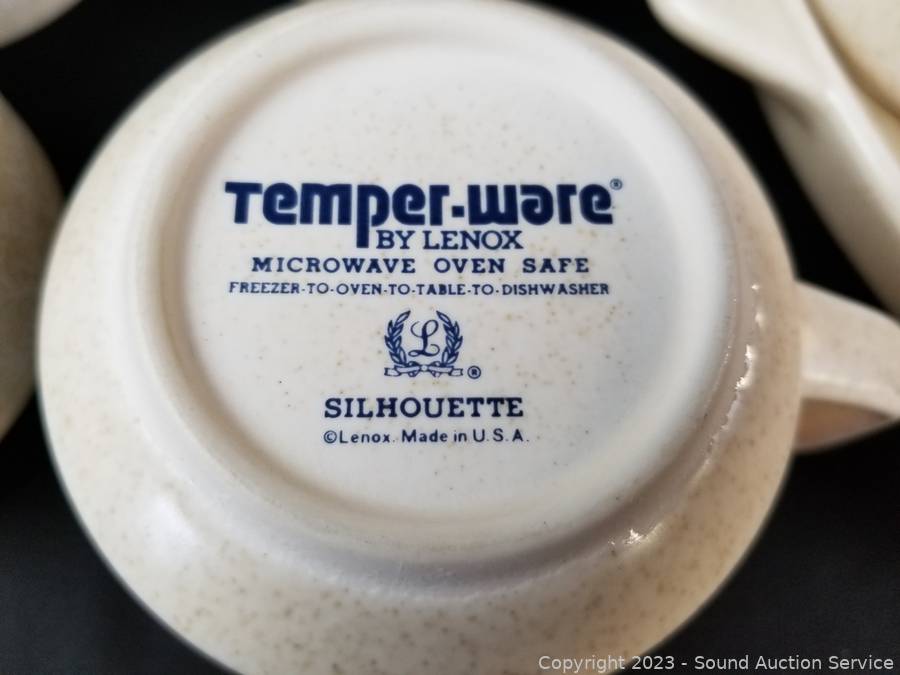 Temper-ware®
BY LENOX
MICROWAVE OVEN SAFE
FREEZER-TO-OVEN-TO-TABLE-TO-DISHWASHER
L
®
SILHOUETTE
©Lenox. Made in U.S.A.
Copyright 2023 - Sound Auction Service